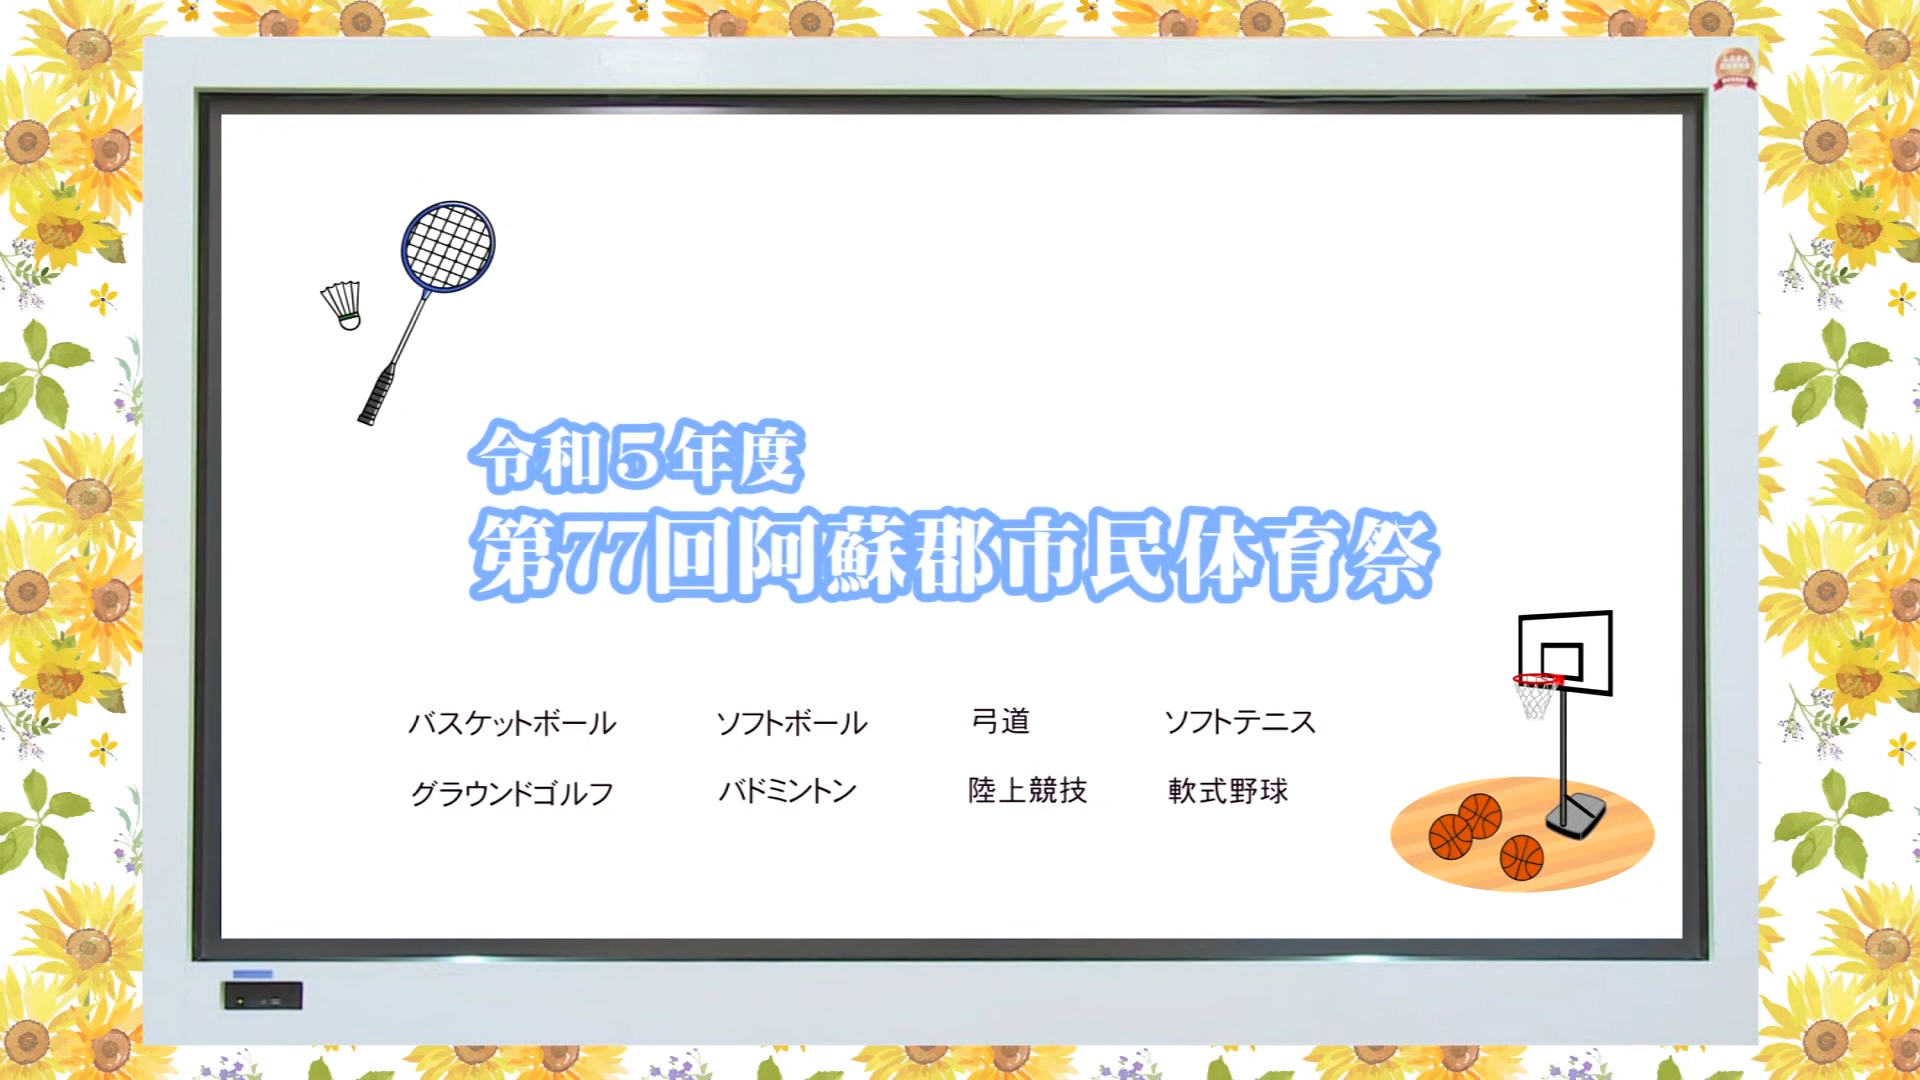 令和５年度
第77回阿蘇郡市民体育祭
バスケットボール ソフトボール 弓道 ソフトテニス
グラウンドゴルフ バドミントン 陸上競技 軟式野球